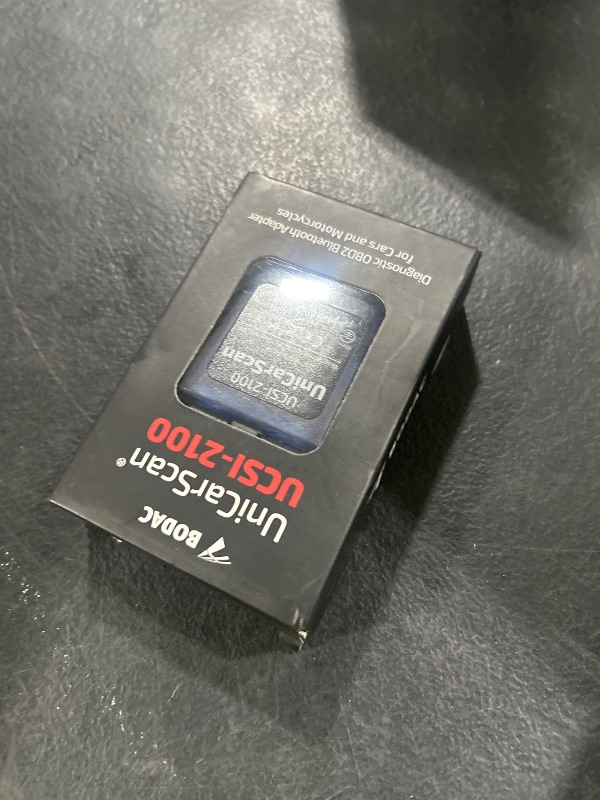 BODAC
UniCarScan®
UCSI-2100
UniCarScan
UCSI-2100
Diagnostic OBD2 Bluetooth Adapter
for Cars and Motorcycles